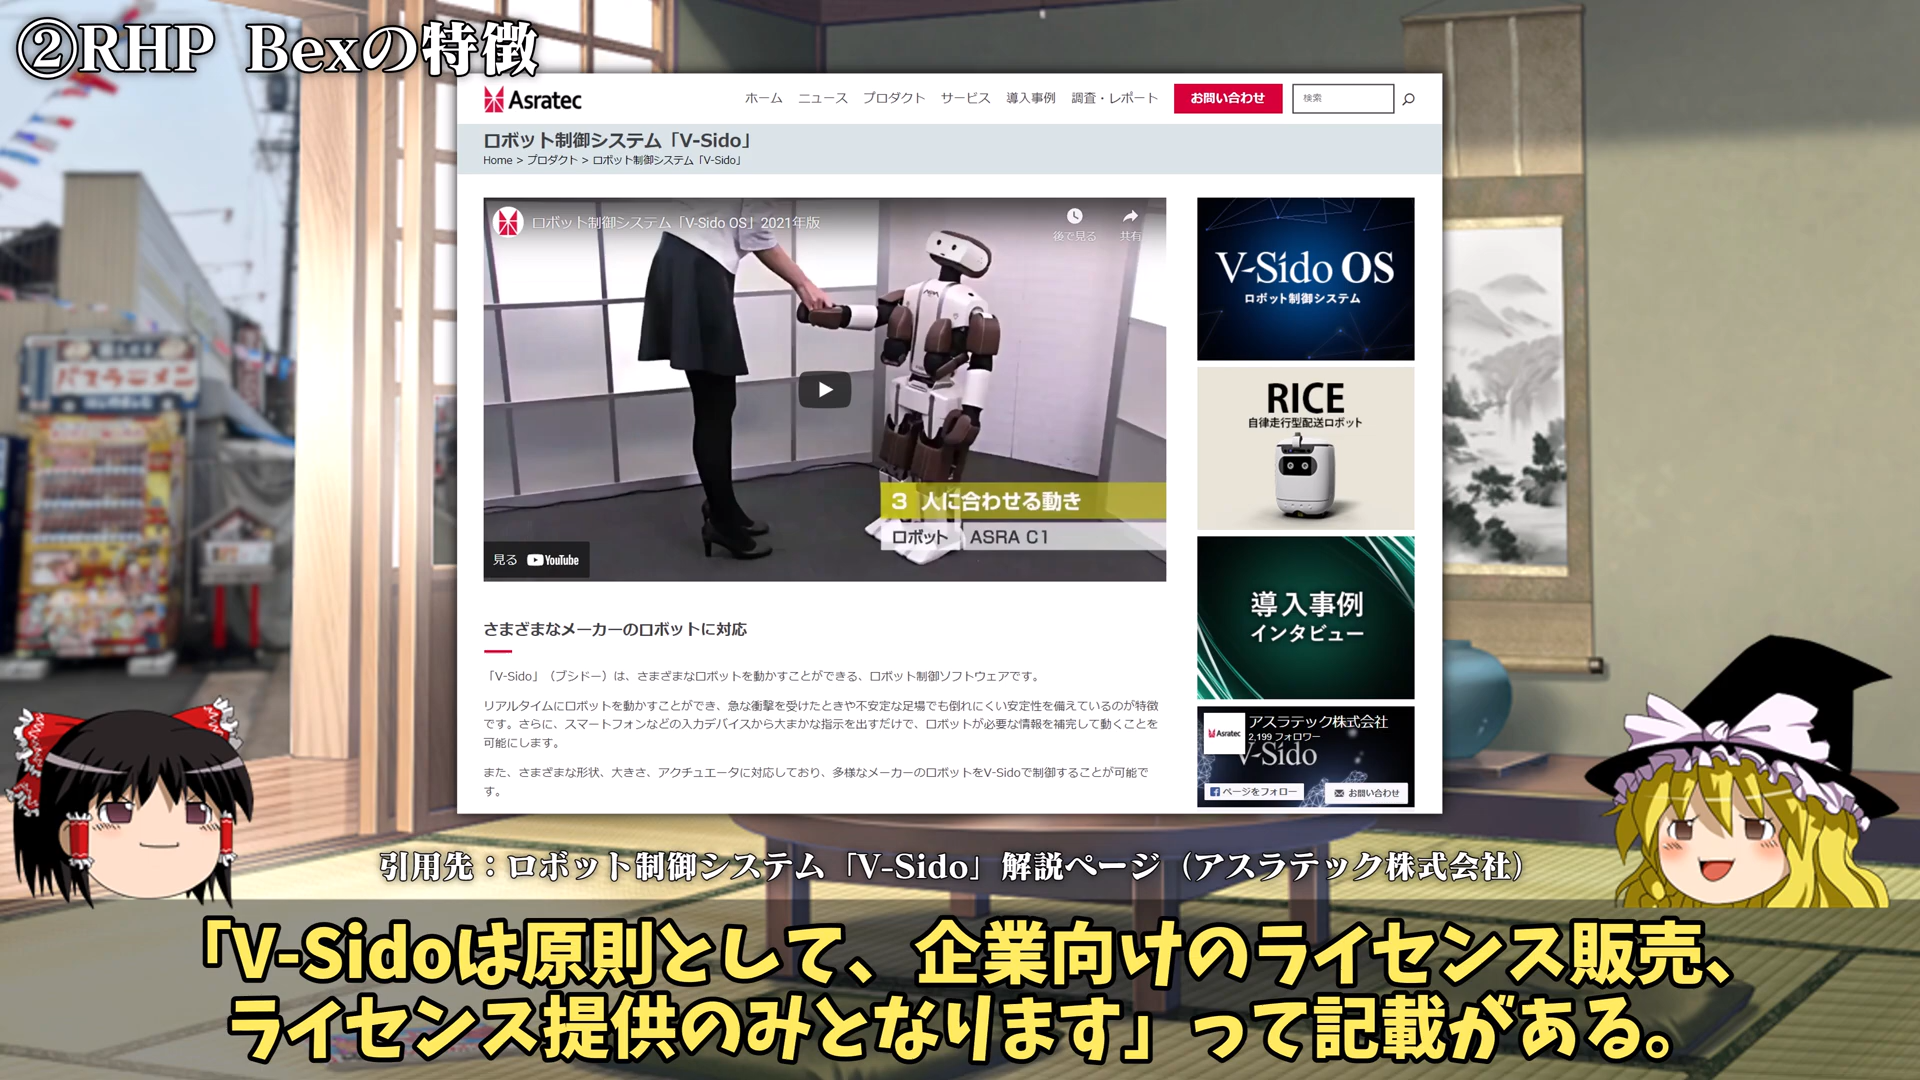 ②RHP Bexの特徴
Asratec
ホーム ニュース プロダクト サービス 導入事例 調査・レポート お問い合わせ 検索
ロボット制御システム「V-Sido」
Home > プロダクト > ロボット制御システム「V-Sido」
ロボット制御システム「V-Sido OS」2021年版
後で見る 共有
3 人に合わせる動き
ロボット ASRA C1
見る YouTube
V-Sido OS
ロボット制御システム
RICE
自律走行型配送ロボット
導入事例
インタビュー
Asratec
アスラテック株式会社
2,199 フォロワー
V-Sido
ページをフォロー お問い合わせ
さまざまなメーカーのロボットに対応
「V-Sido」（ブシドー）は、さまざまなロボットを動かすことができる、ロボット制御ソフトウェアです。
リアルタイムにロボットを動かすことができ、急な衝撃を受けたときや不安定な足場でも倒れにくい安定性を備えているのが特徴
です。さらに、スマートフォンなどの入力デバイスから大まかな指示を出すだけで、ロボットが必要な情報を補完して動くことを
可能にします。
また、さまざまな形状、大きさ、アクチュエータに対応しており、多様なメーカーのロボットをV-Sidoで制御することが可能で
す。
引用先：ロボット制御システム「V-Sido」解説ページ（アスラテック株式会社）
「V-Sidoは原則として、企業向けのライセンス販売、
ライセンス提供のみとなります」って記載がある。